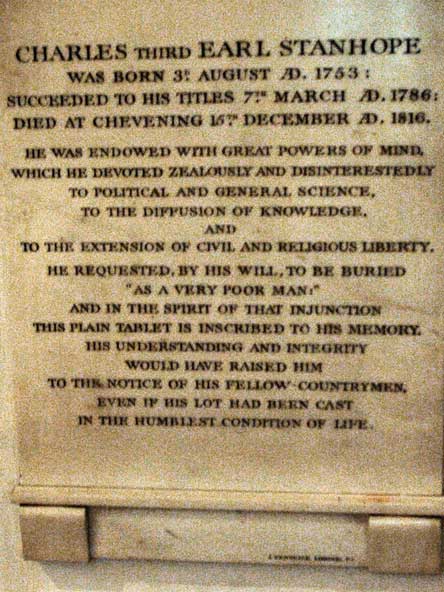 CHARLES THIRD EARL STANHOPE
WAS BORN 3D. AUGUST ÆD. 1753:
SUCCEEDED TO HIS TITLES 7TH MARCH ÆD. 1786:
DIED AT CHEVENING 15TH DECEMBER ÆD. 1816.
HE WAS ENDOWED WITH GREAT POWERS OF MIND,
WHICH HE DEVOTED ZEALOUSLY AND DISINTERESTEDLY
TO POLITICAL AND GENERAL SCIENCE,
TO THE DIFFUSION OF KNOWLEDGE,
AND
TO THE EXTENSION OF CIVIL AND RELIGIOUS LIBERTY.
HE REQUESTED, BY HIS WILL, TO BE BURIED
"AS A VERY POOR MAN:"
AND IN THE SPIRIT OF THAT INJUNCTION
THIS PLAIN TABLET IS INSCRIBED TO HIS MEMORY.
HIS UNDERSTANDING AND INTEGRITY
WOULD HAVE RAISED HIM
TO THE NOTICE OF HIS FELLOW-COUNTRYMEN,
EVEN IF HIS LOT HAD BEEN CAST
IN THE HUMBLEST CONDITION OF LIFE.